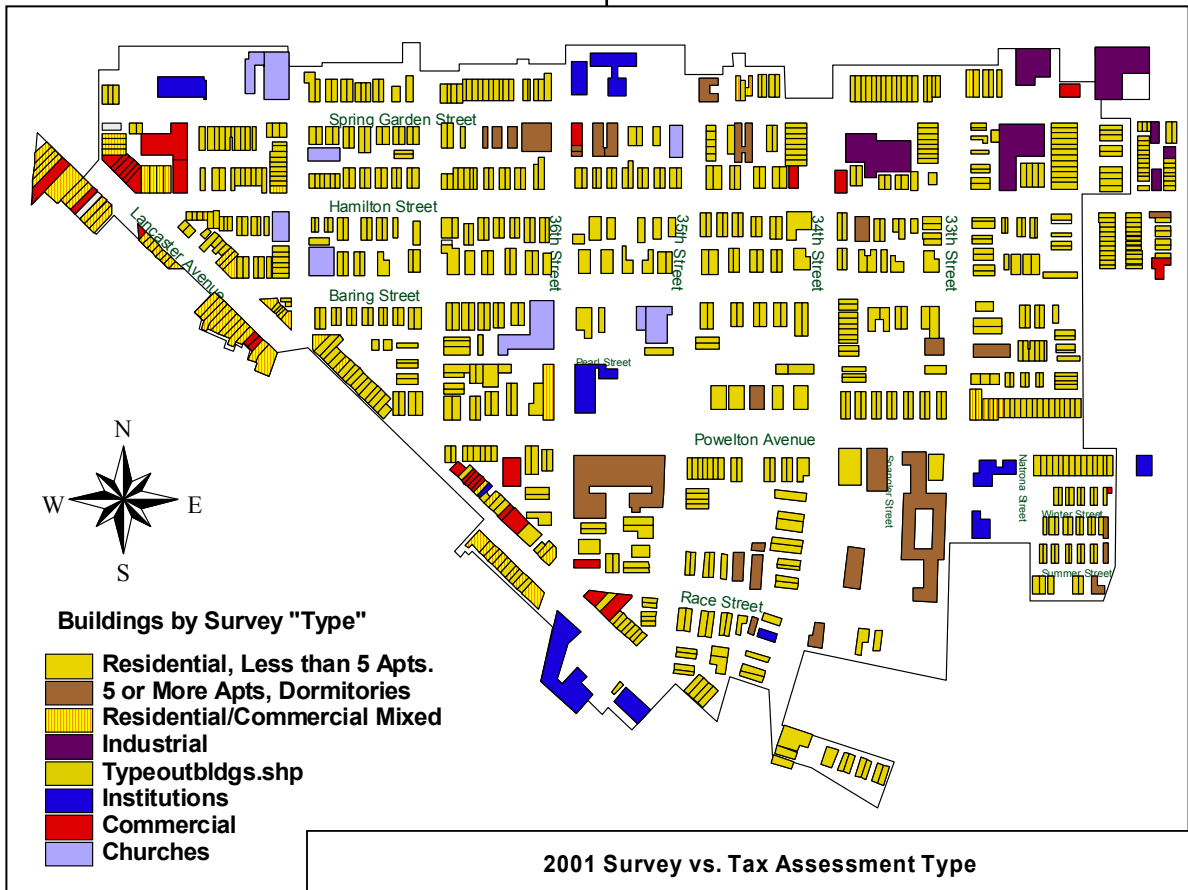 Spring Garden Street
Hamilton Street
Lancaster Avenue
36th Street
35th Street
34th Street
33th Street
Baring Street
Pearl Street
Powelton Avenue
Spangler Street
Natrona Street
Winter Street
Summer Street
Race Street
N
W
E
S
Buildings by Survey "Type"
Residential, Less than 5 Apts.
5 or More Apts, Dormitories
Residential/Commercial Mixed
Industrial
Typeoutbldgs.shp
Institutions
Commercial
Churches
2001 Survey vs. Tax Assessment Type